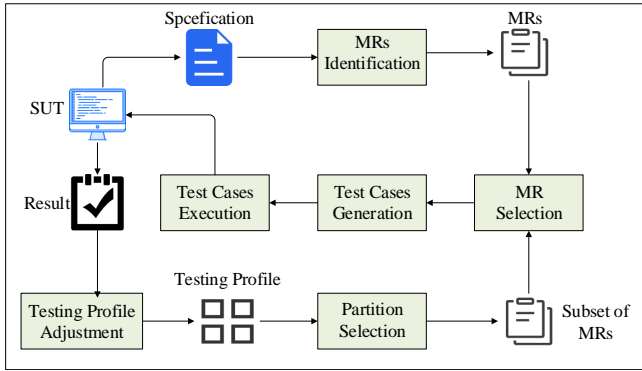 Spcefication
MRs
MRs
Identification
SUT
Result
Test Cases
Execution
Test Cases
Generation
MR
Selection
Testing Profile
Testing Profile
Adjustment
Partition
Selection
Subset of
MRs